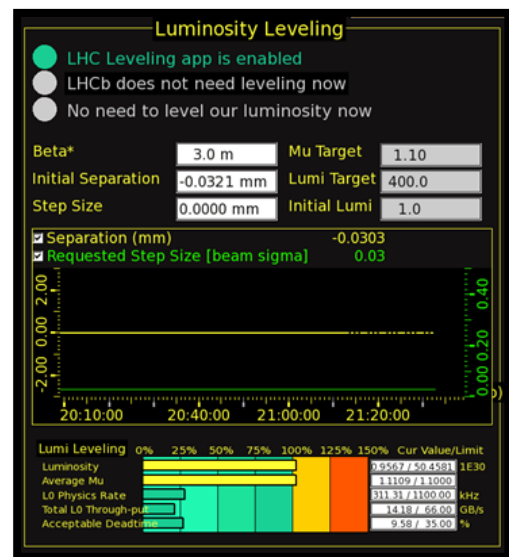 Luminosity Leveling
LHC Leveling app is enabled
LHCb does not need leveling now
No need to level our luminosity now
Beta* 3.0 m Mu Target 1.10
Initial Separation -0.0321 mm Lumi Target 400.0
Step Size 0.0000 mm Initial Lumi 1.0
Separation (mm) -0.0303
Requested Step Size [beam sigma] 0.03
2.00 0.00 -2.00
0.40 0.20 0.00
20:10:00 20:40:00 21:00:00 21:20:00
Lumi Leveling 0% 25% 50% 75% 100% 125% 150% Cur Value/Limit
Luminosity 0.9567 / 50.4581 1E30
Average Mu 1.1109 / 1.1000
L0 Physics Rate 311.31 / 1100.00 kHz
Total L0 Through-put 14.18 / 66.00 GB/s
Acceptable Deadtime 9.58 / 35.00 %